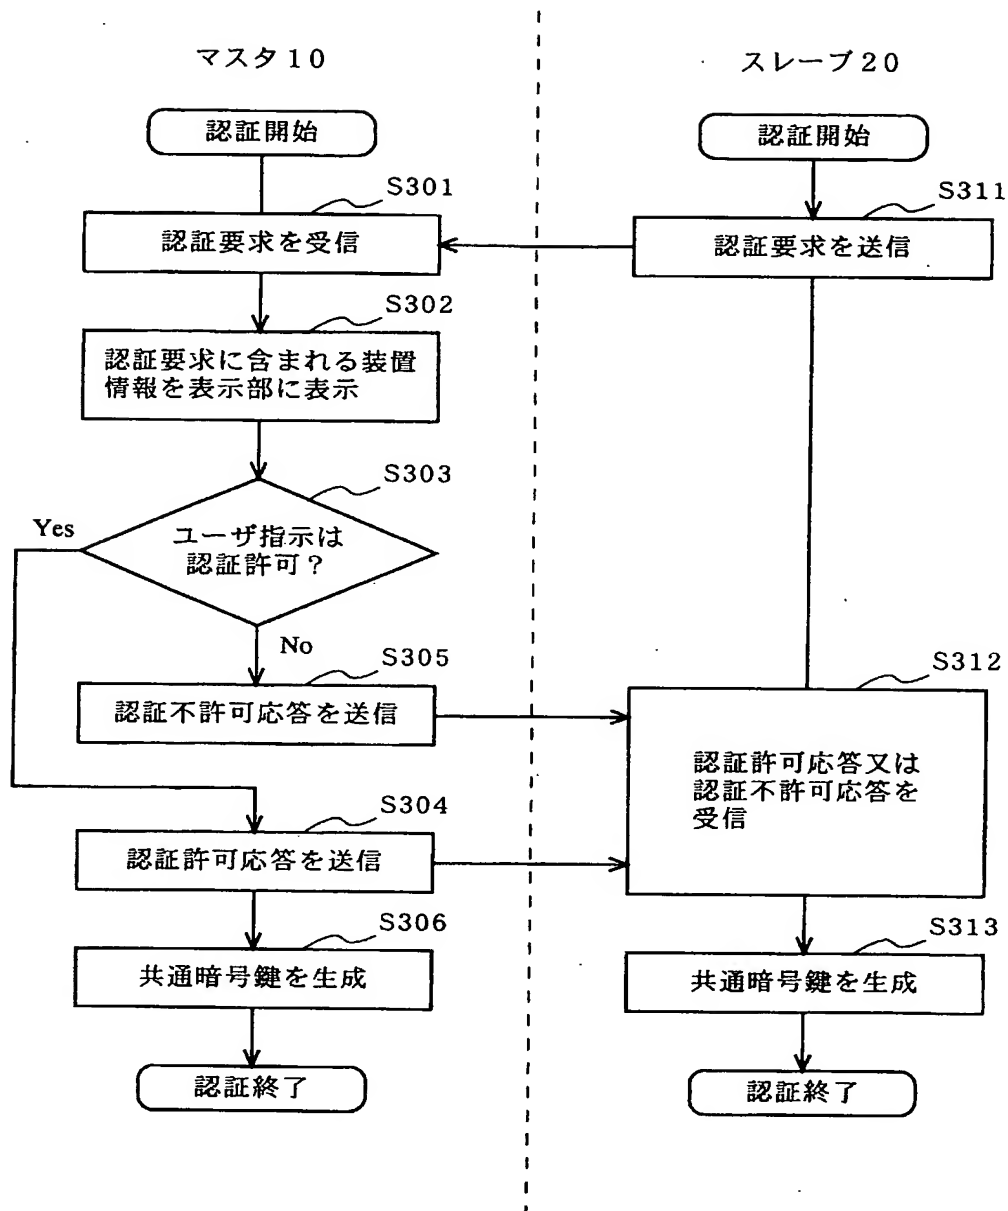 マスタ10
スレーブ20
認証開始
認証開始
S301
S311
認証要求を受信
認証要求を送信
S302
認証要求に含まれる装置
情報を表示部に表示
S303
Yes
ユーザ指示は
認証許可？
No
S305
S312
認証不許可応答を送信
認証許可応答又は
認証不許可応答を
受信
S304
認証許可応答を送信
S306
S313
共通暗号鍵を生成
共通暗号鍵を生成
認証終了
認証終了